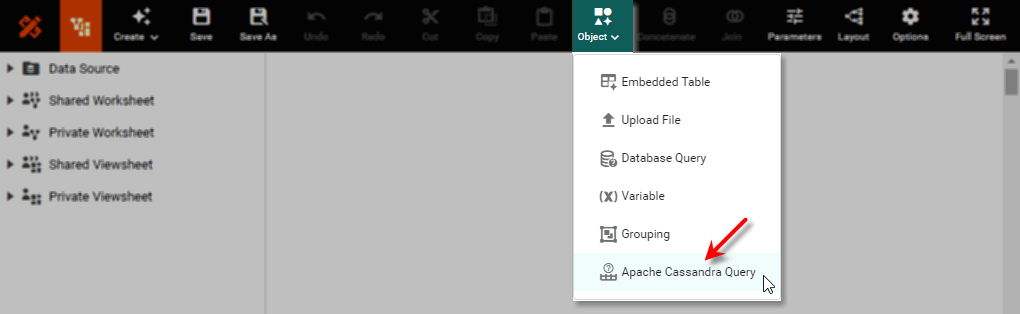 Create Save Save As Undo Redo Cut Copy Paste Object Concatenate Join Parameters Layout Options Full Screen
Data Source
Shared Worksheet
Private Worksheet
Shared Viewsheet
Private Viewsheet
Embedded Table
Upload File
Database Query
(X) Variable
Grouping
Apache Cassandra Query